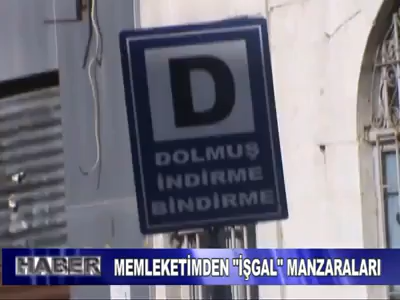 D
DOLMUŞ
İNDİRME
BİNDİRME
HABER MEMLEKETİMDEN "İŞGAL" MANZARALARI